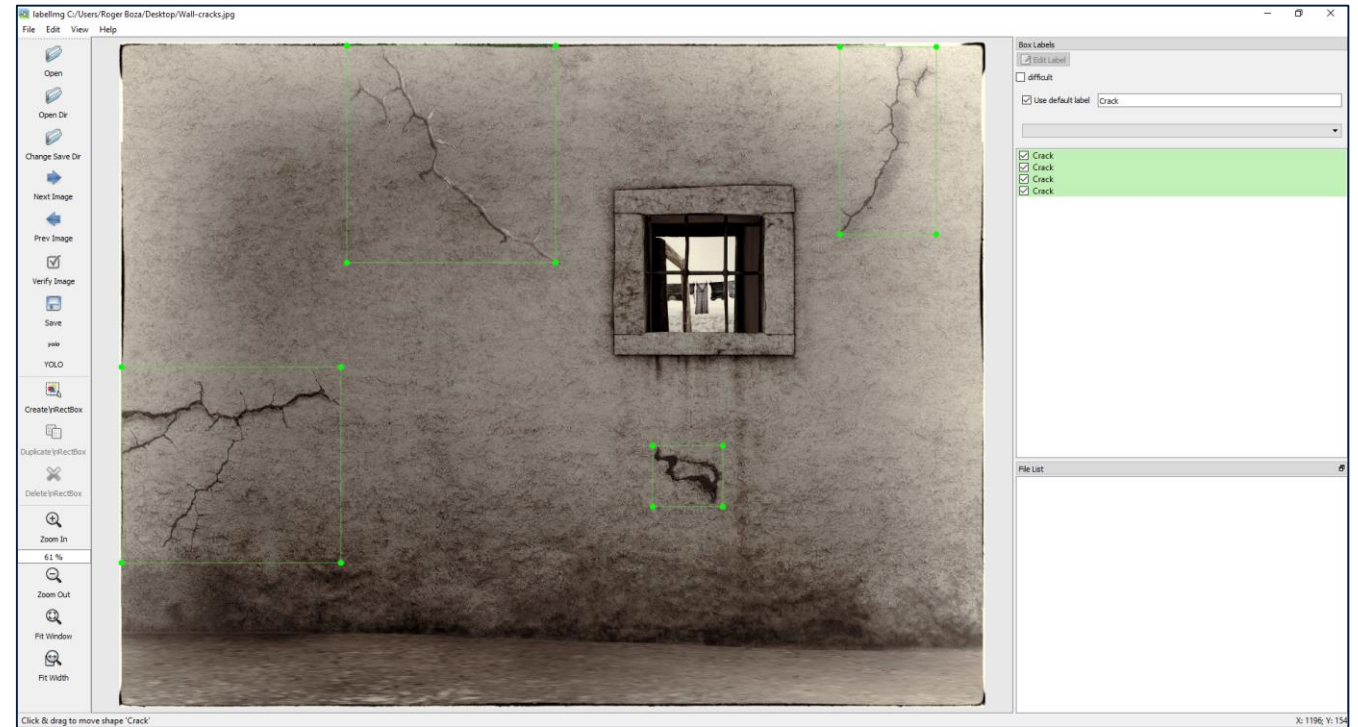 labelImg C:/Users/Roger Boza/Desktop/Wall-cracks.jpg
File Edit View Help
Open
Open Dir
Change Save Dir
Next Image
Prev Image
Verify Image
Save
yolo
YOLO
Create\nRectBox
Duplicate\nRectBox
Delete\nRectBox
Zoom In
61 %
Zoom Out
Fit Window
Fit Width
Box Labels
Edit Label
difficult
Use default label Crack
Crack
Crack
Crack
Crack
File List
Click & drag to move shape 'Crack'
X: 1196; Y: 154